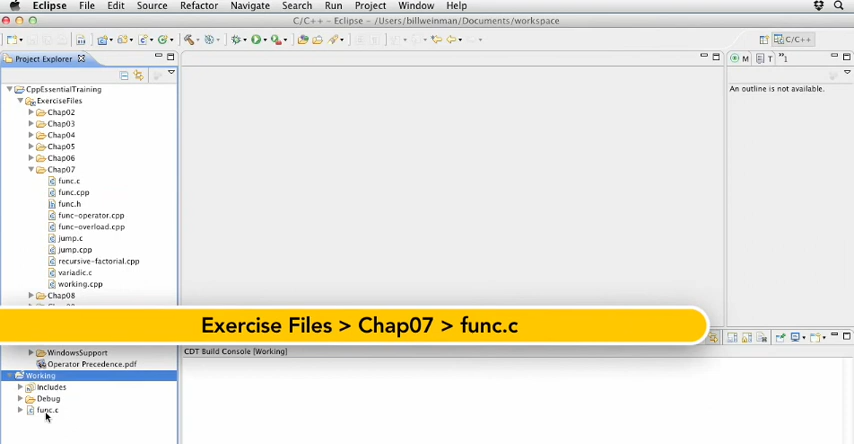 Eclipse File Edit Source Refactor Navigate Search Run Project Window Help
C/C++ - Eclipse - /Users/billweinman/Documents/workspace
C/C++
Project Explorer
M T 1
CppEssentialTraining
An outline is not available.
ExerciseFiles
Chap02
Chap03
Chap04
Chap05
Chap06
Chap07
func.c
func.cpp
func.h
func-operator.cpp
func-overload.cpp
jump.c
jump.cpp
recursive-factorial.cpp
variadic.c
working.cpp
Chap08
Exercise Files > Chap07 > func.c
WindowsSupport
CDT Build Console [Working]
Operator Precedence.pdf
Working
Includes
Debug
func.c